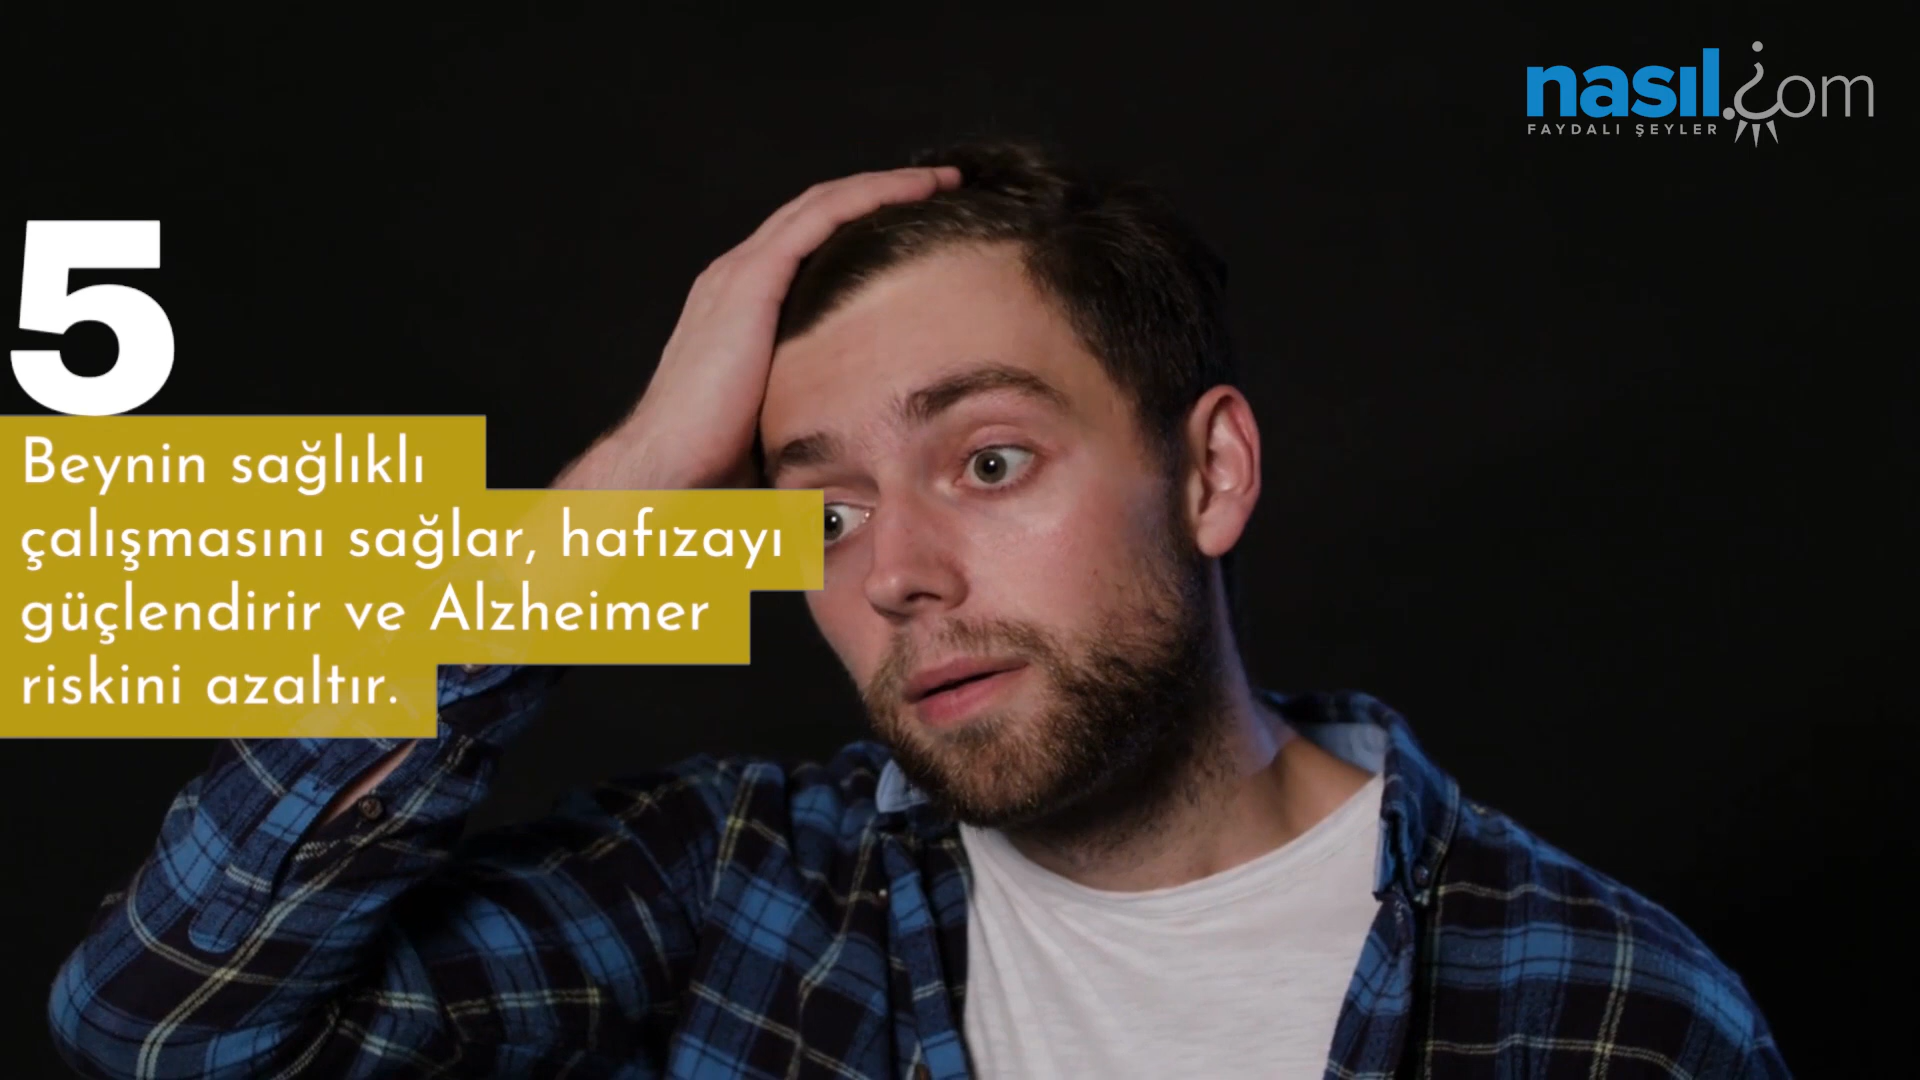 nasıl.com
FAYDALI ŞEYLER
5
Beynin sağlıklı
çalışmasını sağlar, hafızayı
güçlendirir ve Alzheimer
riskini azaltır.